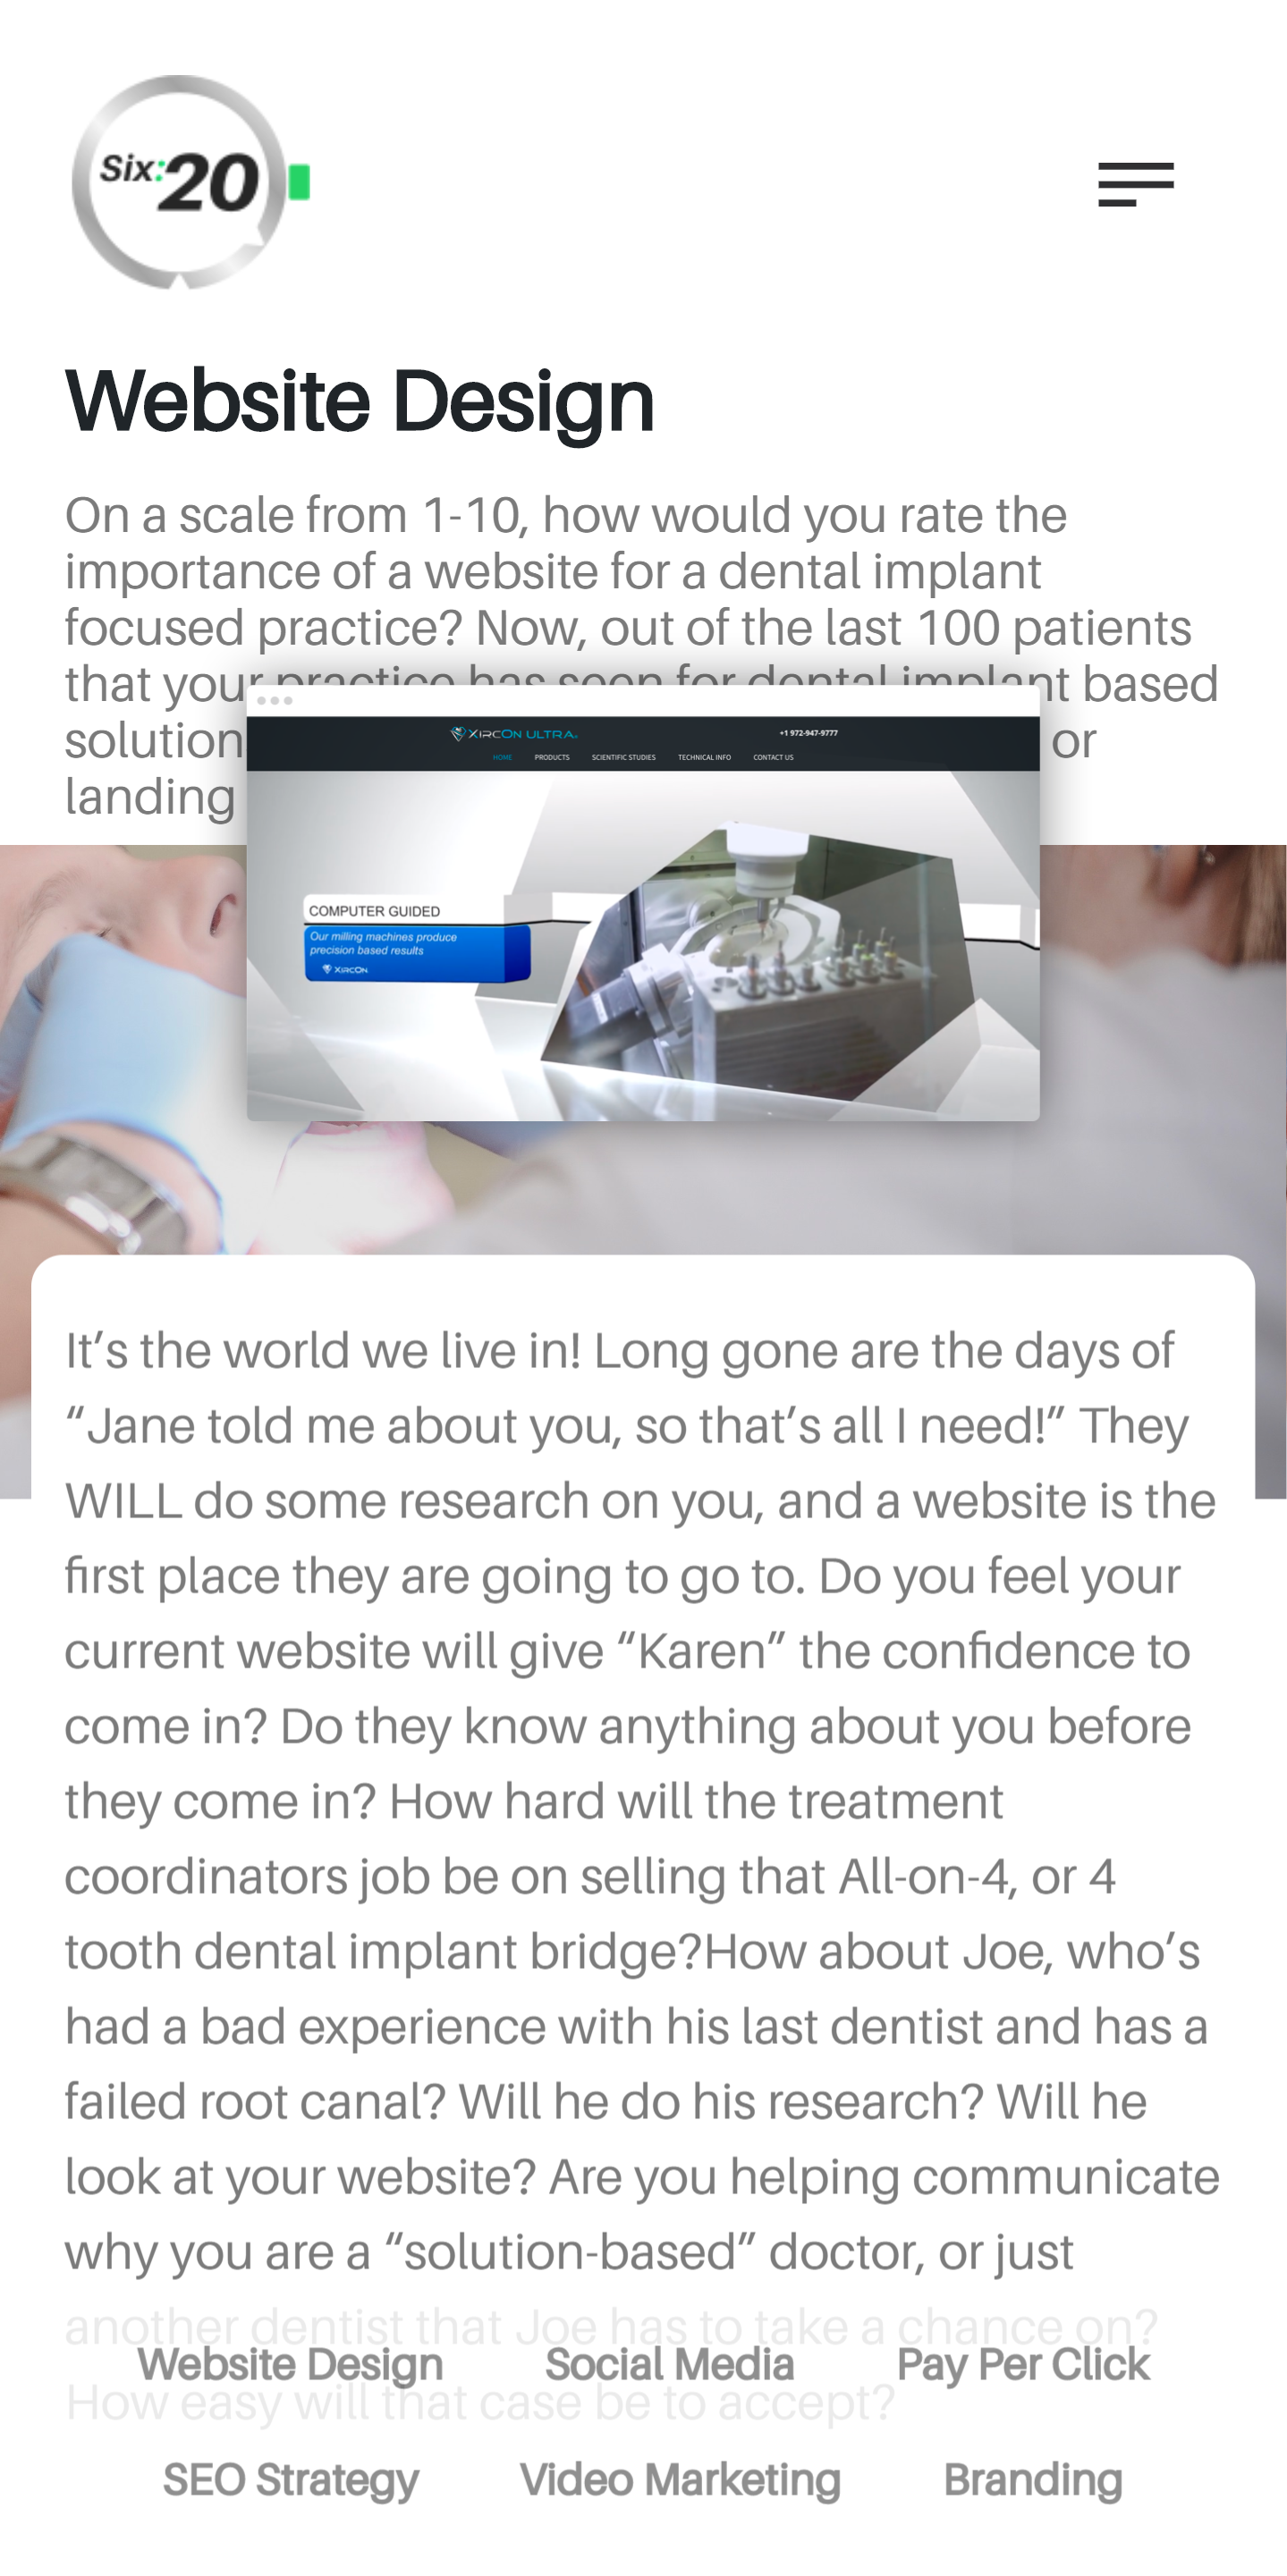 Six:20
Website Design
On a scale from 1-10, how would you rate the
importance of a website for a dental implant
focused practice? Now, out of the last 100 patients
that your practice has seen for dental implant based
solution or
landing
XIRCON ULTRA
+1 972-947-9777
HOME PRODUCTS SCIENTIFIC STUDIES TECHNICAL INFO CONTACT US
COMPUTER GUIDED
Our milling machines produce
precision based results
XIRCON
It’s the world we live in! Long gone are the days of
“Jane told me about you, so that’s all I need!” They
WILL do some research on you, and a website is the
first place they are going to go to. Do you feel your
current website will give “Karen” the confidence to
come in? Do they know anything about you before
they come in? How hard will the treatment
coordinators job be on selling that All-on-4, or 4
tooth dental implant bridge?How about Joe, who’s
had a bad experience with his last dentist and has a
failed root canal? Will he do his research? Will he
look at your website? Are you helping communicate
why you are a “solution-based” doctor, or just
another dentist that Joe has to take a chance on?
How easy will that case be to accept?
Website Design Social Media Pay Per Click
SEO Strategy Video Marketing Branding